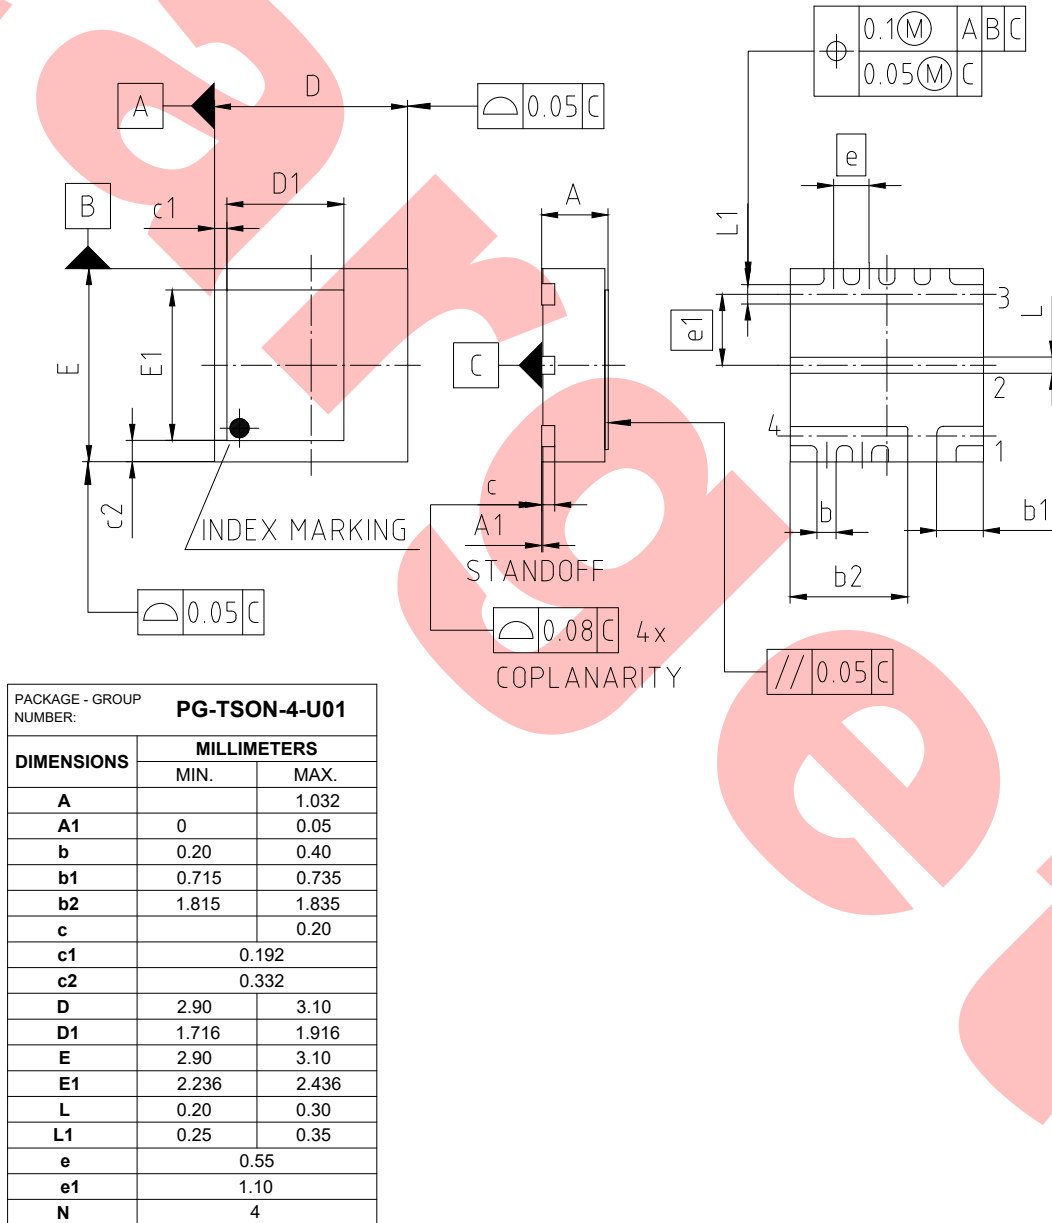 0.1 Ⓜ A B C
0.05 Ⓜ C
A
D
⌓ 0.05 C
e
B
c1
D1
A
L1
3
e1
L
E
E1
C
2
4
1
c2
c
b
b1
INDEX MARKING
A1
STANDOFF
b2
⌓ 0.05 C
⌓ 0.08 C 4x
COPLANARITY
// 0.05 C
PACKAGE - GROUP
NUMBER: PG-TSON-4-U01
DIMENSIONS MILLIMETERS
MIN. MAX.
A 1.032
A1 0 0.05
b 0.20 0.40
b1 0.715 0.735
b2 1.815 1.835
c 0.20
c1 0.192
c2 0.332
D 2.90 3.10
D1 1.716 1.916
E 2.90 3.10
E1 2.236 2.436
L 0.20 0.30
L1 0.25 0.35
e 0.55
e1 1.10
N 4